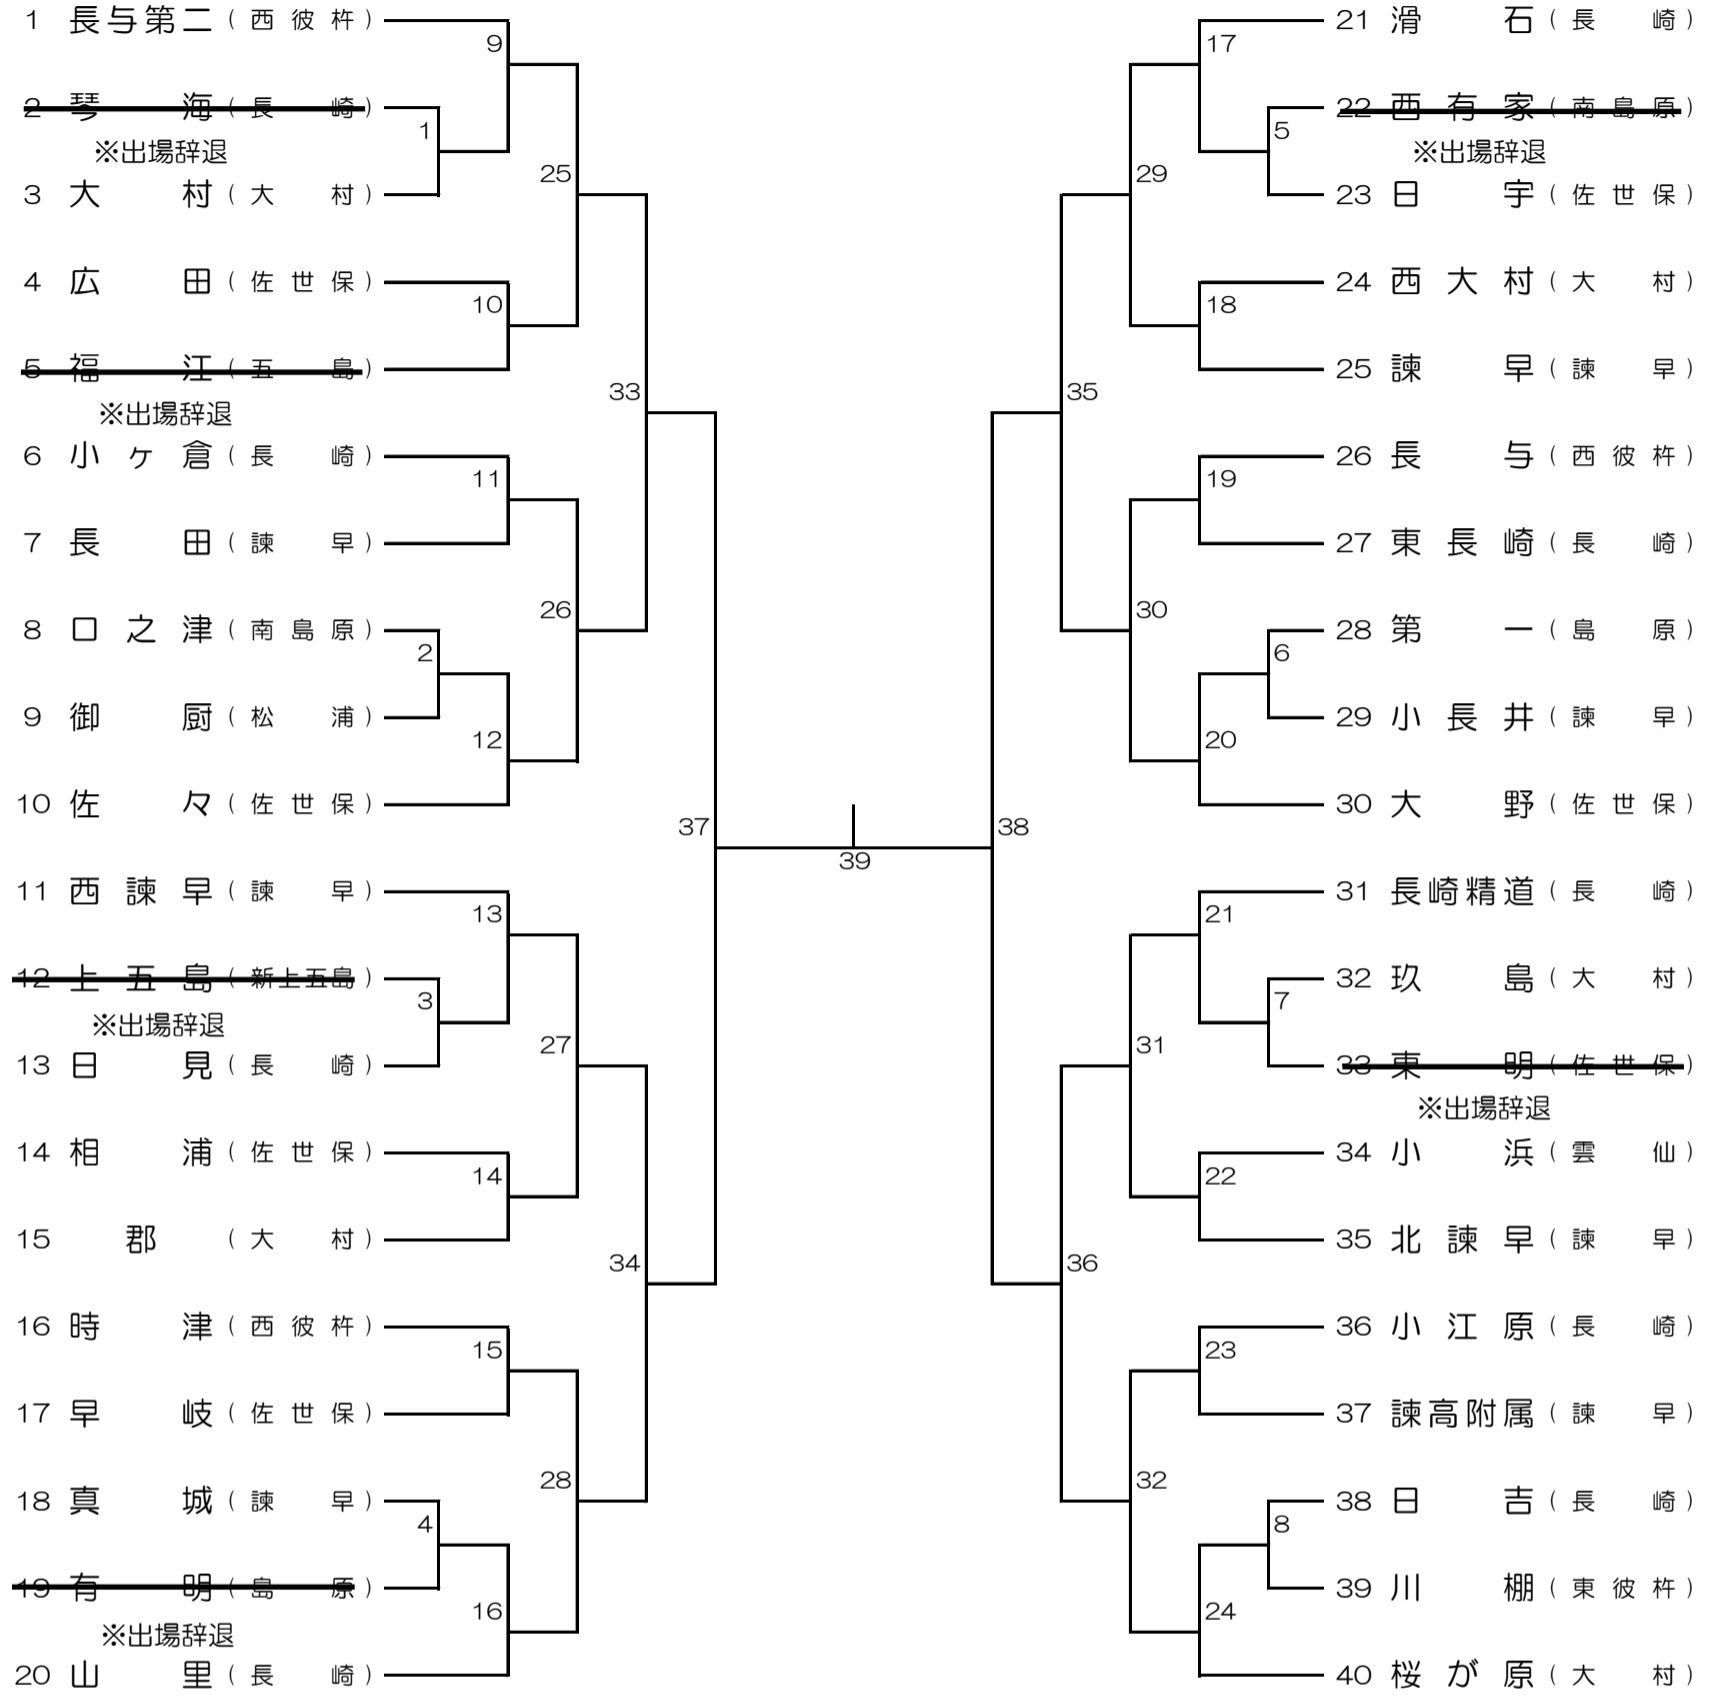 1 長与第二(西彼杵)
9
2 琴海(長崎)
1
※出場辞退
25
3 大村(大村)
4 広田(佐世保)
10
5 福江(五島)
33
※出場辞退
6 小ヶ倉(長崎)
11
7 長田(諫早)
26
8 口之津(南島原)
2
9 御厨(松浦)
12
10 佐々(佐世保)
37
11 西諫早(諫早)
13
12 上五島(新上五島)
3
※出場辞退
27
13 日見(長崎)
14 相浦(佐世保)
14
15 郡(大村)
34
16 時津(西彼杵)
15
17 早岐(佐世保)
28
18 真城(諫早)
4
19 有明(島原)
16
※出場辞退
20 山里(長崎)
39
21 滑石(長崎)
17
22 西有家(南島原)
5
※出場辞退
29
23 日宇(佐世保)
24 西大村(大村)
18
25 諫早(諫早)
35
26 長与(西彼杵)
19
27 東長崎(長崎)
30
28 第一(島原)
6
29 小長井(諫早)
20
30 大野(佐世保)
38
31 長崎精道(長崎)
21
32 玖島(大村)
7
31
33 東明(佐世保)
※出場辞退
34 小浜(雲仙)
22
35 北諫早(諫早)
36
36 小江原(長崎)
23
37 諫高附属(諫早)
32
38 日吉(長崎)
8
39 川棚(東彼杵)
24
40 桜が原(大村)